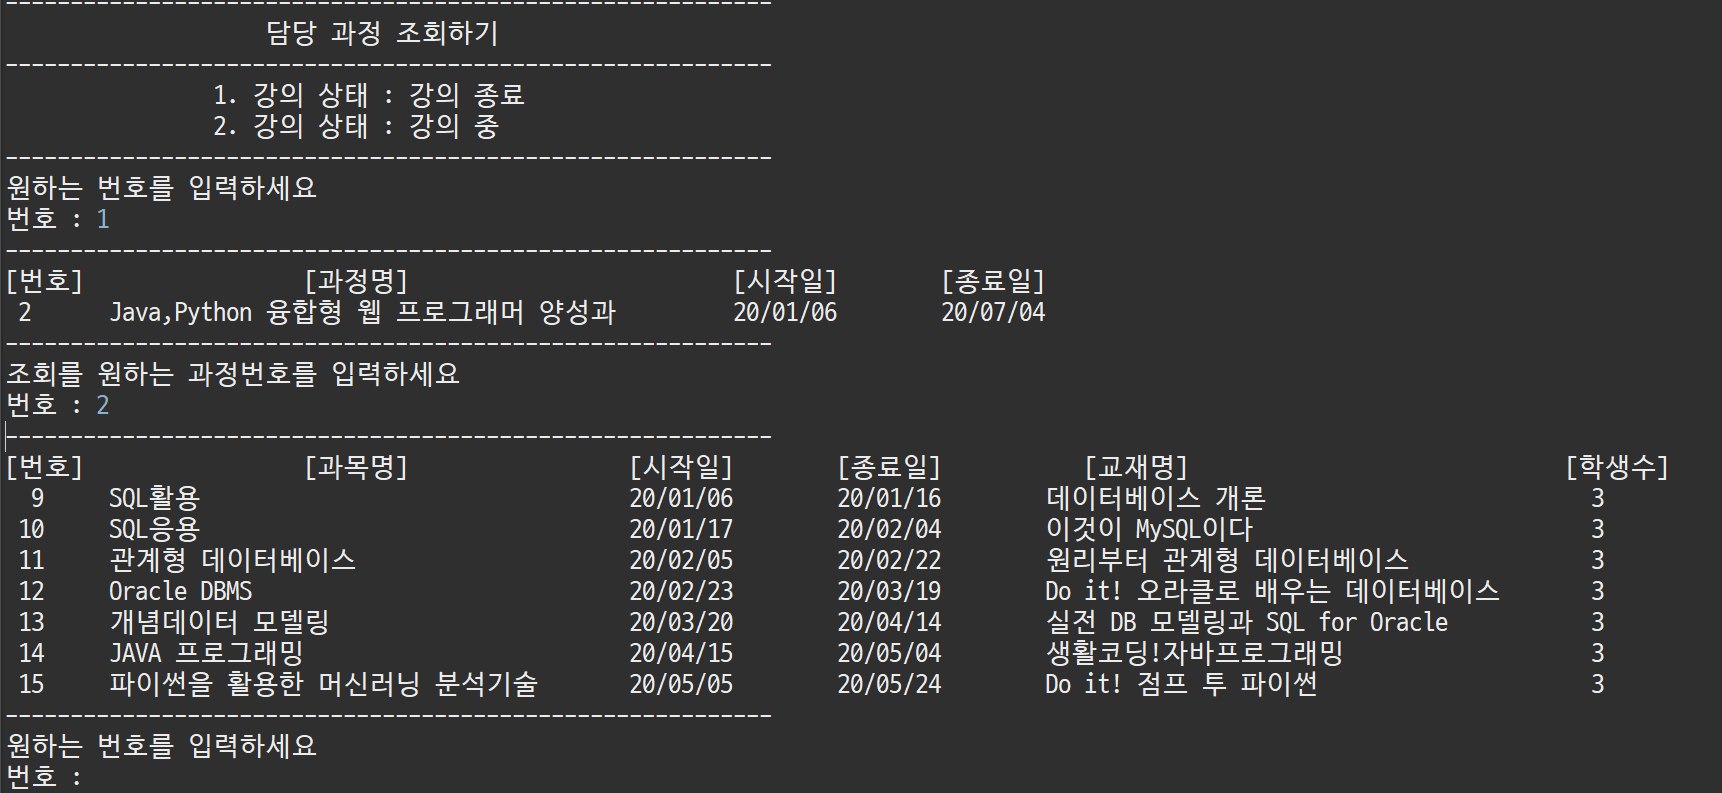 ------------------------------------------------------------
담당 과정 조회하기
------------------------------------------------------------
1. 강의 상태 : 강의 종료
2. 강의 상태 : 강의 중
------------------------------------------------------------
원하는 번호를 입력하세요
번호 : 1
------------------------------------------------------------
[번호] [과정명] [시작일] [종료일]
2 Java,Python 융합형 웹 프로그래머 양성과 20/01/06 20/07/04
------------------------------------------------------------
조회를 원하는 과정번호를 입력하세요
번호 : 2
------------------------------------------------------------
[번호] [과목명] [시작일] [종료일] [교재명] [학생수]
9 SQL활용 20/01/06 20/01/16 데이터베이스 개론 3
10 SQL응용 20/01/17 20/02/04 이것이 MySQL이다 3
11 관계형 데이터베이스 20/02/05 20/02/22 원리부터 관계형 데이터베이스 3
12 Oracle DBMS 20/02/23 20/03/19 Do it! 오라클로 배우는 데이터베이스 3
13 개념데이터 모델링 20/03/20 20/04/14 실전 DB 모델링과 SQL for Oracle 3
14 JAVA 프로그래밍 20/04/15 20/05/04 생활코딩!자바프로그래밍 3
15 파이썬을 활용한 머신러닝 분석기술 20/05/05 20/05/24 Do it! 점프 투 파이썬 3
------------------------------------------------------------
원하는 번호를 입력하세요
번호 :